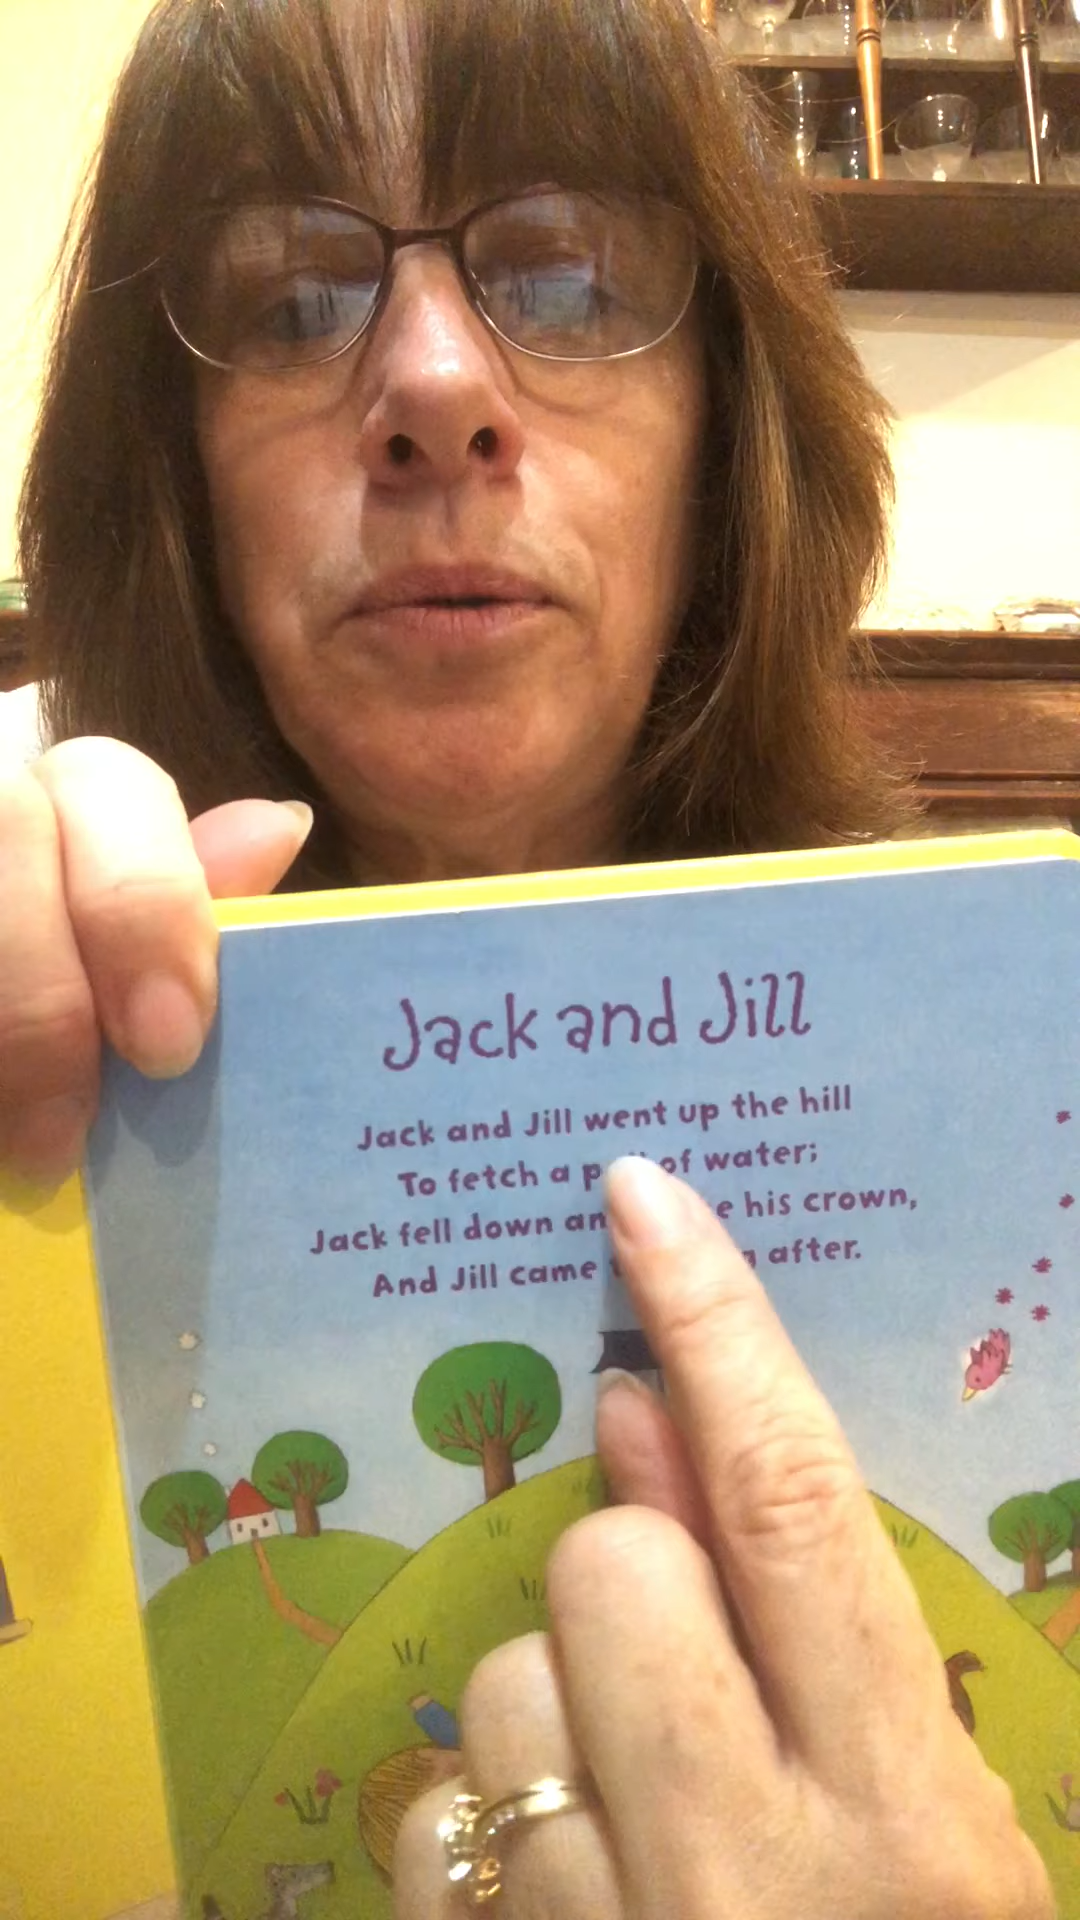 Jack and Jill
Jack and Jill went up the hill
To fetch a of water;
Jack fell down his crown,
And Jill came after.